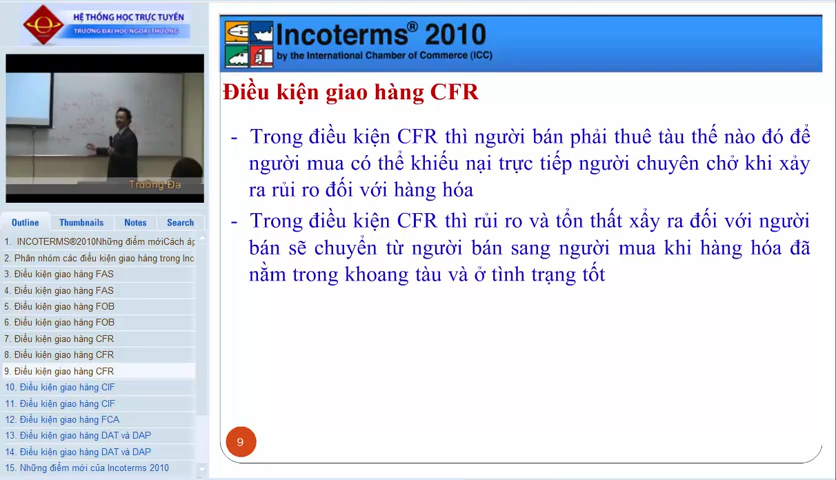 HỆ THỐNG HỌC TRỰC TUYẾN
TRƯỜNG ĐẠI HỌC NGOẠI THƯƠNG
Trường Đạ
Outline Thumbnails Notes Search
1. INCOTERMS®2010Những điểm mớiCách áp
2. Phân nhóm các điều kiện giao hàng trong Inc
3. Điều kiện giao hàng FAS
4. Điều kiện giao hàng FAS
5. Điều kiện giao hàng FOB
6. Điều kiện giao hàng FOB
7. Điều kiện giao hàng CFR
8. Điều kiện giao hàng CFR
9. Điều kiện giao hàng CFR
10. Điều kiện giao hàng CIF
11. Điều kiện giao hàng CIF
12. Điều kiện giao hàng FCA
13. Điều kiện giao hàng DAT và DAP
14. Điều kiện giao hàng DAT và DAP
15. Những điểm mới của Incoterms 2010
Incoterms® 2010
by the International Chamber of Commerce (ICC)
Điều kiện giao hàng CFR
- Trong điều kiện CFR thì người bán phải thuê tàu thế nào đó để
người mua có thể khiếu nại trực tiếp người chuyên chở khi xảy
ra rủi ro đối với hàng hóa
- Trong điều kiện CFR thì rủi ro và tổn thất xẩy ra đối với người
bán sẽ chuyển từ người bán sang người mua khi hàng hóa đã
nằm trong khoang tàu và ở tình trạng tốt
9